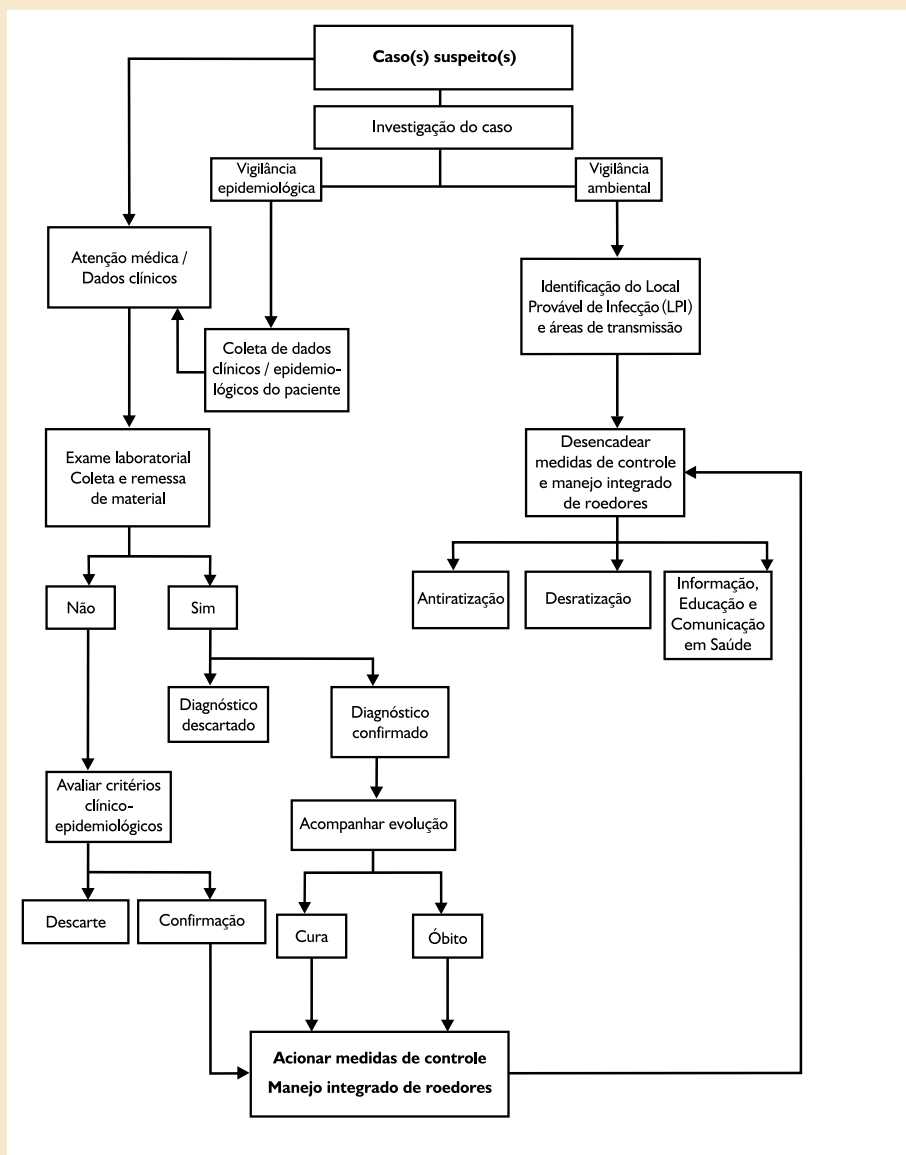 Caso(s) suspeito(s)
Investigação do caso
Vigilância
epidemiológica
Vigilância
ambiental
Atenção médica /
Dados clínicos
Identificação do Local
Provável de Infecção (LPI)
e áreas de transmissão
Coleta de dados
clínicos / epidemio-
lógicos do paciente
Exame laboratorial
Coleta e remessa
de material
Desencadear
medidas de controle
e manejo integrado
de roedores
Não
Sim
Antiratização
Desratização
Informação,
Educação e
Comunicação
em Saúde
Diagnóstico
descartado
Diagnóstico
confirmado
Avaliar critérios
clínico-
epidemiológicos
Acompanhar evolução
Descarte
Confirmação
Cura
Óbito
Acionar medidas de controle
Manejo integrado de roedores